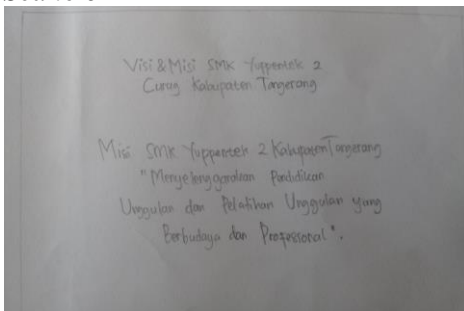 Visi & Misi SMK Yuppentek 2
Curug Kabupaten Tangerang
Misi SMK Yuppentek 2 Kabupaten Tangerang
"Menyelenggarakan Pendidikan
Unggulan dan Pelatihan Unggulan yang
Berbudaya dan Professional".